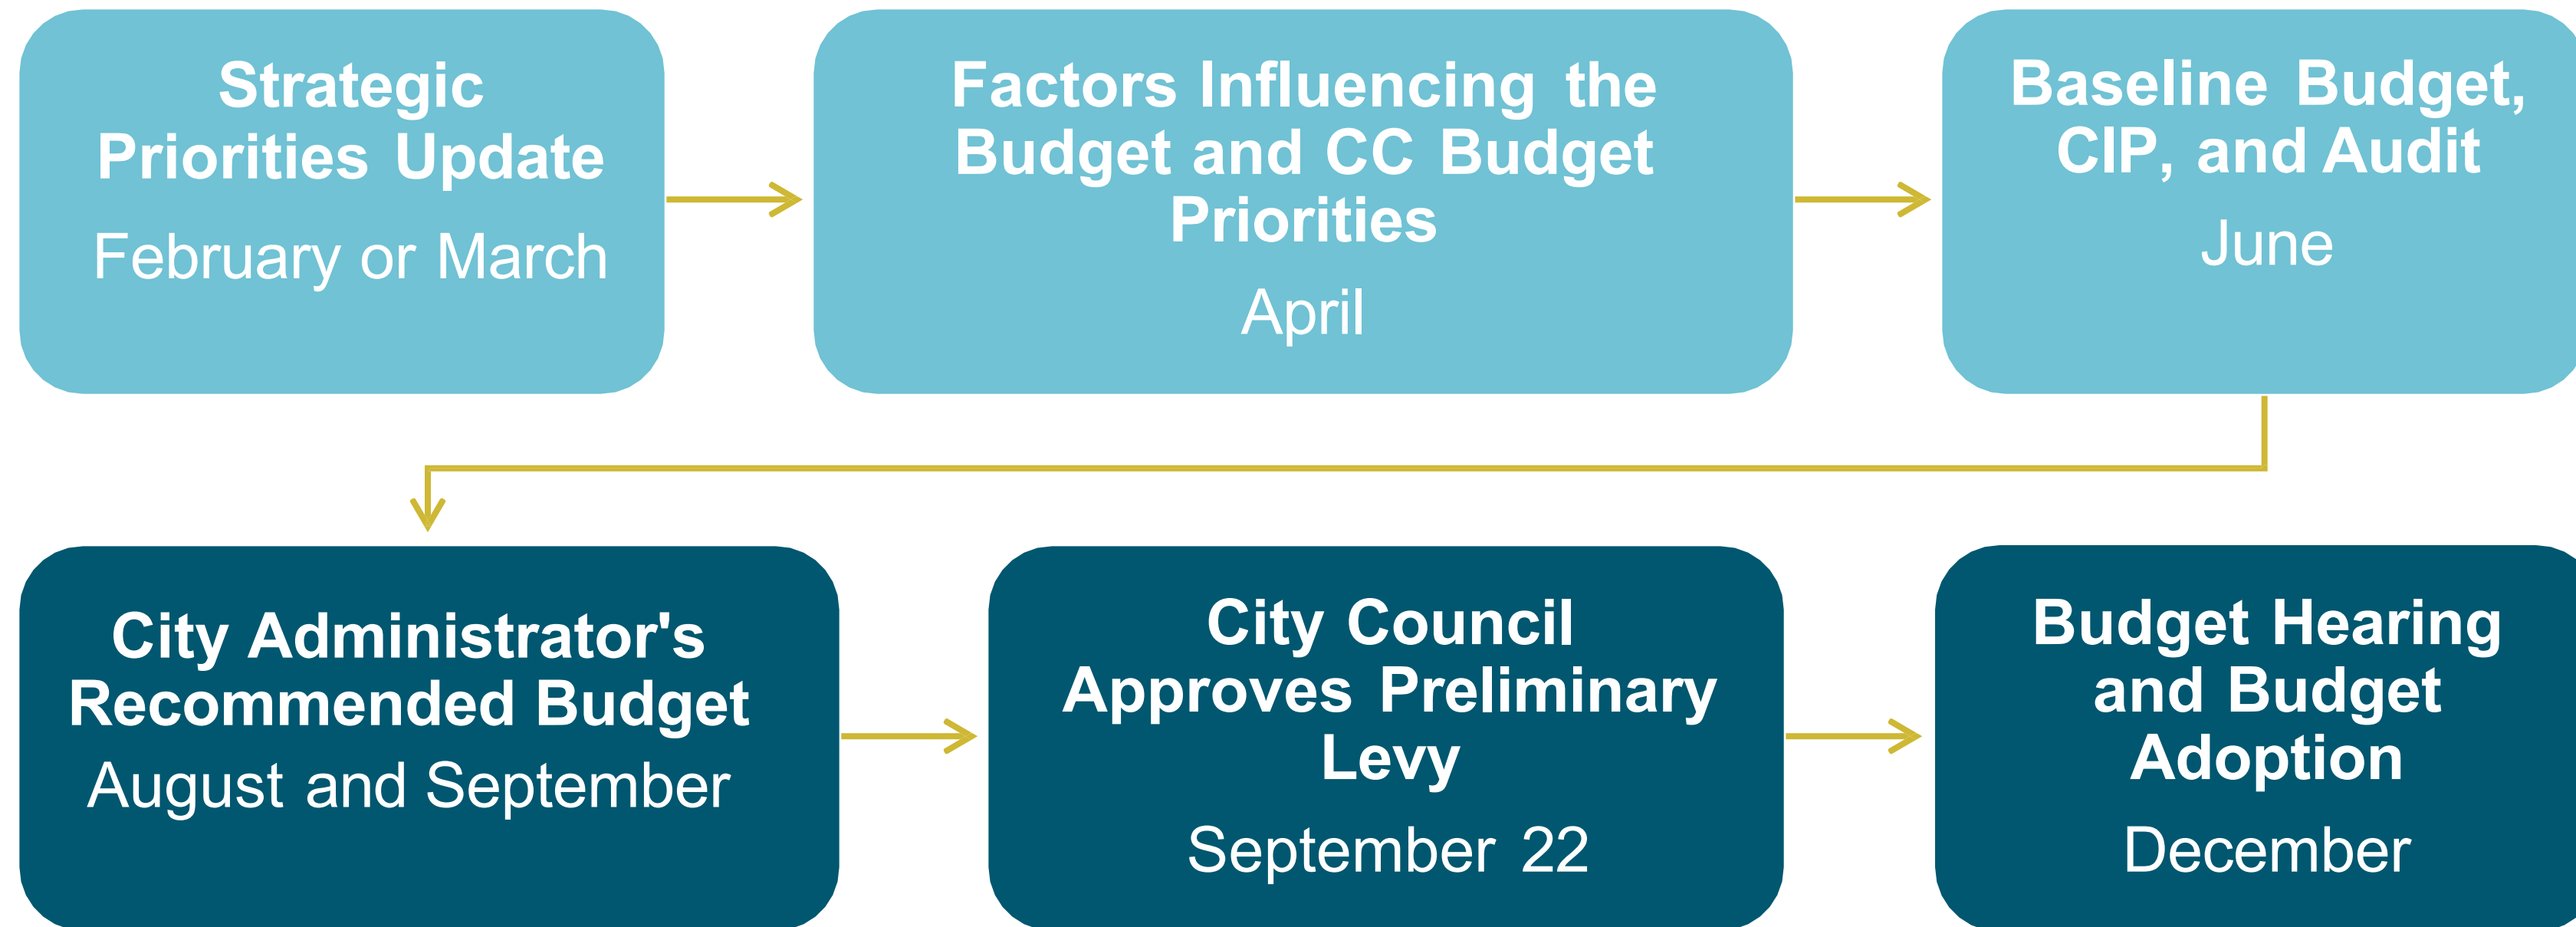 Strategic
Priorities Update
February or March
Factors Influencing the
Budget and CC Budget
Priorities
April
Baseline Budget,
CIP, and Audit
June
City Administrator's
Recommended Budget
August and September
City Council
Approves Preliminary
Levy
September 22
Budget Hearing
and Budget
Adoption
December